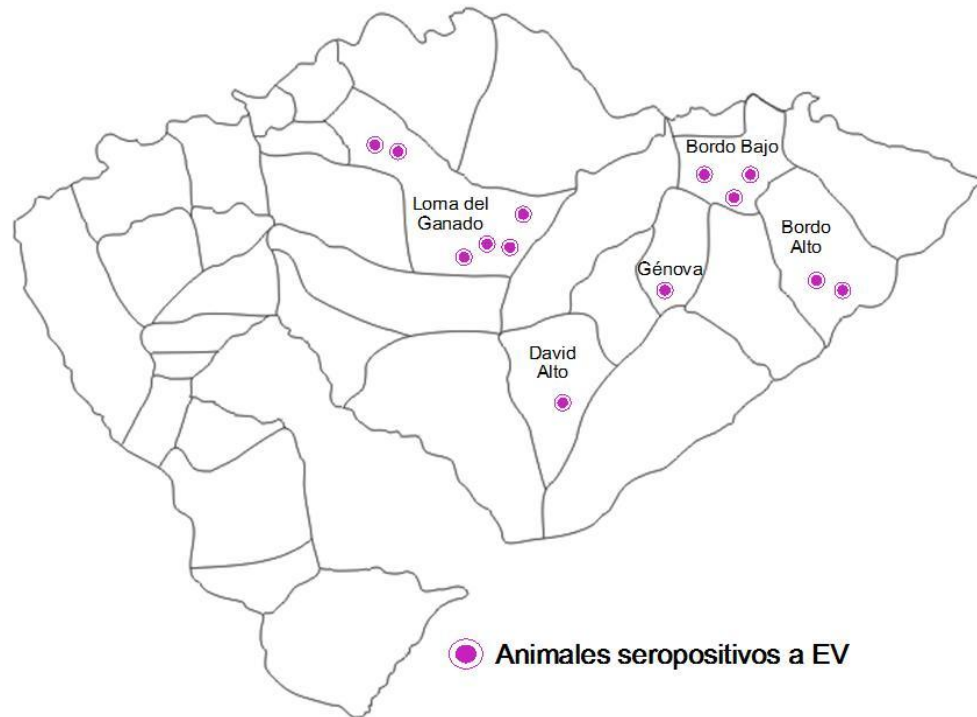 Bordo Bajo
Loma del
Ganado
Bordo
Alto
Génova
David
Alto
Animales seropositivos a EV